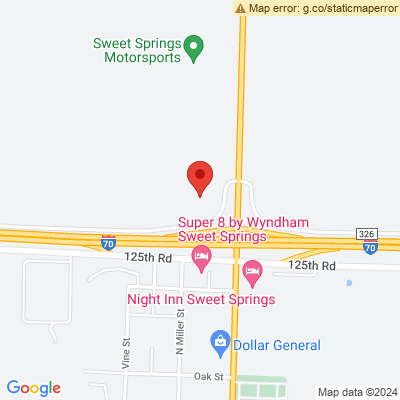 Map error: g.co/staticmaperror
Sweet Springs
Motorsports
326
70
70
Super 8 by Wyndham
Sweet Springs
125th Rd
125th Rd
Night Inn Sweet Springs
Vine St
N Miller St
Dollar General
Oak St
Google
Map data ©2024